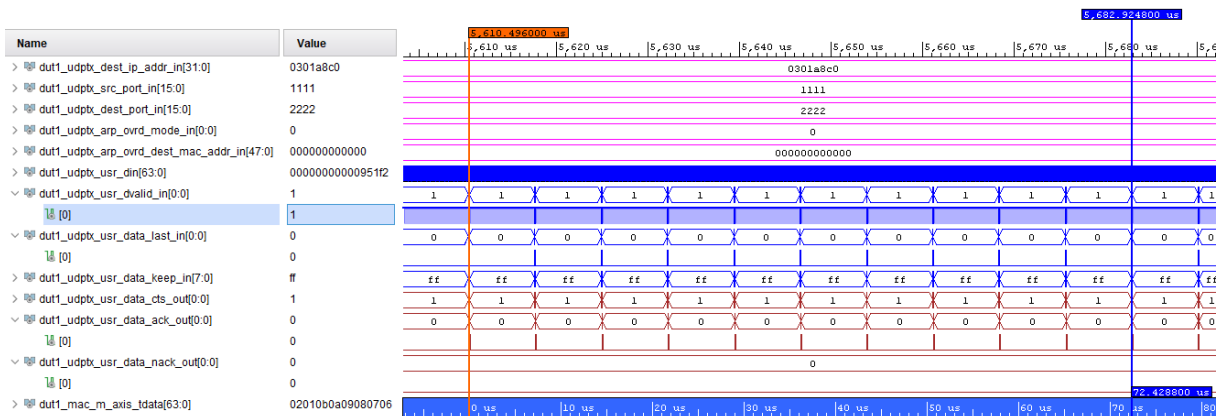 5,682.924800 us
5,610.496000 us
Name Value 5,610 us 5,620 us 5,630 us 5,640 us 5,650 us 5,660 us 5,670 us 5,680 us
dut1_udptx_dest_ip_addr_in[31:0] 0301a8c0 0301a8c0
dut1_udptx_src_port_in[15:0] 1111 1111
dut1_udptx_dest_port_in[15:0] 2222 2222
dut1_udptx_arp_ovrd_mode_in[0:0] 0 0
dut1_udptx_arp_ovrd_dest_mac_addr_in[47:0] 000000000000 000000000000
dut1_udptx_usr_din[63:0] 00000000000951f2
dut1_udptx_usr_dvalid_in[0:0] 1 1 1 1 1 1 1 1 1 1 1 1 1
[0] 1
dut1_udptx_usr_data_last_in[0:0] 0 0 0 0 0 0 0 0 0 0 0 0 0
[0] 0
dut1_udptx_usr_data_keep_in[7:0] ff ff ff ff ff ff ff ff ff ff ff ff ff
dut1_udptx_usr_data_cts_out[0:0] 1 1 1 1 1 1 1 1 1 1 1 1 1
dut1_udptx_usr_data_ack_out[0:0] 0 0 0 0 0 0 0 0 0 0 0 0 0
[0] 0
dut1_udptx_usr_data_nack_out[0:0] 0 0
[0] 0
72.428800 us
dut1_mac_m_axis_tdata[63:0] 02010b0a09080706 0 us 10 us 20 us 30 us 40 us 50 us 60 us 70 us 80